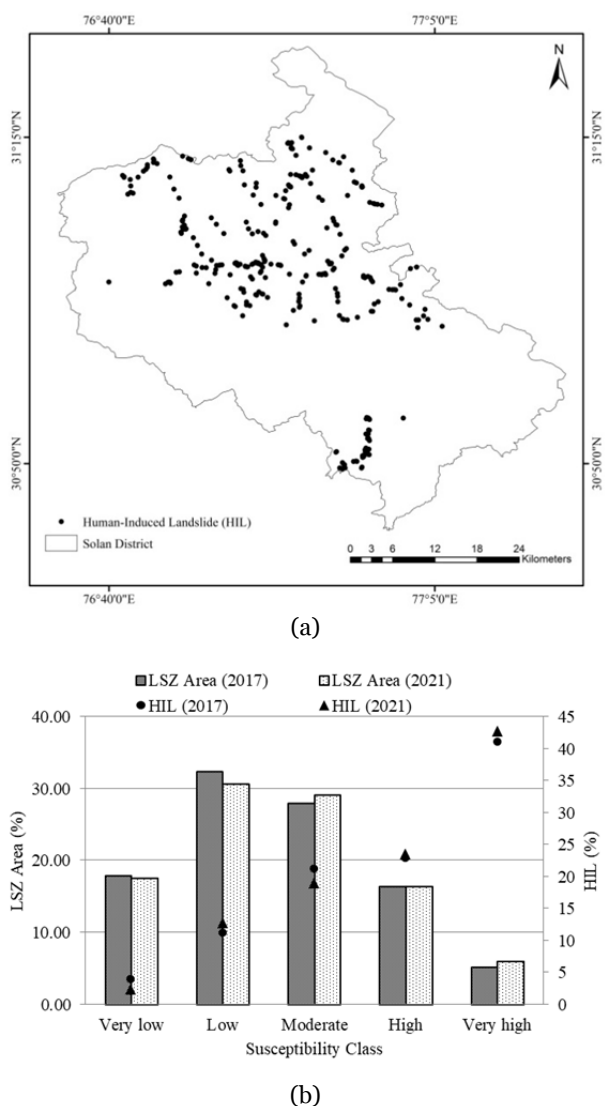 76°40'0"E 77°5'0"E
N
31°15'0"N 31°15'0"N
30°50'0"N 30°50'0"N
Human-Induced Landslide (HIL)
Solan District
0 3 6 12 18 24
Kilometers
76°40'0"E 77°5'0"E
(a)
LSZ Area (2017) LSZ Area (2021)
HIL (2017) HIL (2021)
40.00 45
40
30.00 35
30
20.00 25
20
10.00 15
10
5
0.00 0
LSZ Area (%)
HIL (%)
Very low Low Moderate High Very high
Susceptibility Class
(b)